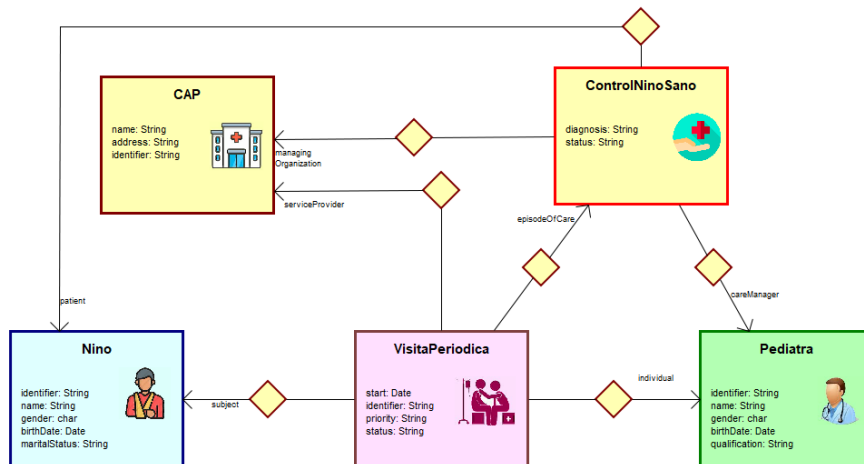 CAP
name: String
address: String
identifier: String
ControlNinoSano
diagnosis: String
status: String
managing
Organization
serviceProvider
episodeOfCare
careManager
patient
Nino
identifier: String
name: String
gender: char
birthDate: Date
maritalStatus: String
subject
VisitaPeriodica
start: Date
identifier: String
priority: String
status: String
individual
Pediatra
identifier: String
name: String
gender: char
birthDate: Date
qualification: String